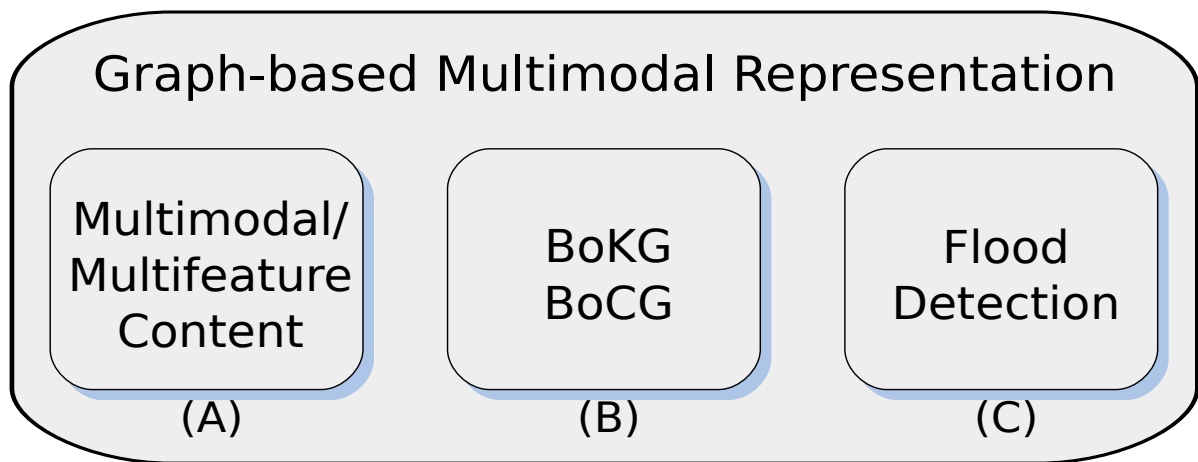 Graph-based Multimodal Representation
Multimodal/
Multifeature
Content
(A)
BoKG
BoCG
(B)
Flood
Detection
(C)